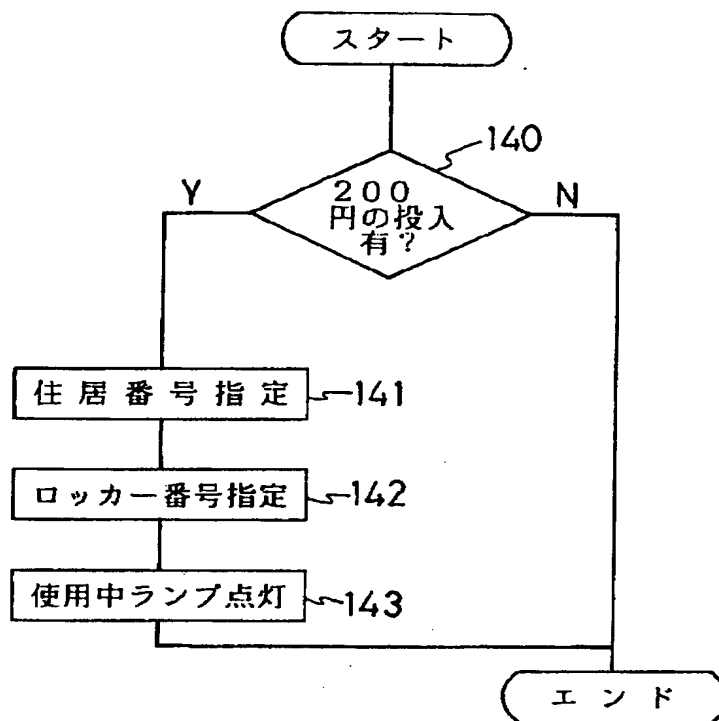 スタート
140
Y
N
200
円の投入
有?
住居番号指定
141
ロッカー番号指定
142
使用中ランプ点灯
143
エンド